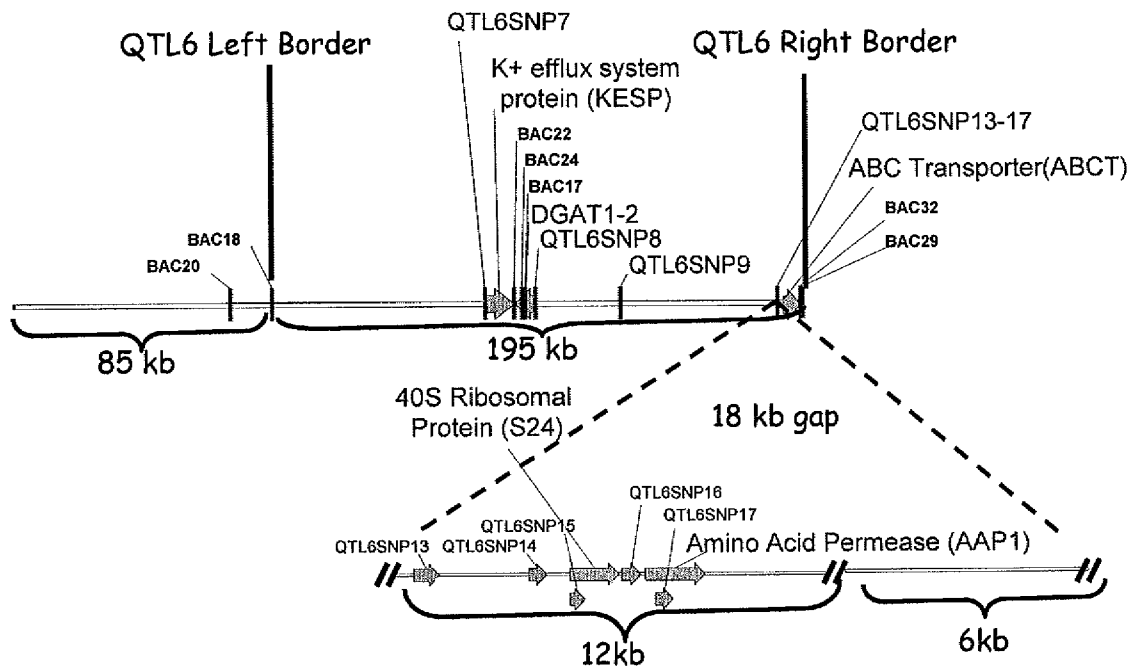 QTL6SNP7
QTL6 Left Border
QTL6 Right Border
K+ efflux system
protein (KESP)
QTL6SNP13-17
BAC22
BAC24
BAC17
ABC Transporter(ABCT)
DGAT1-2
BAC32
BAC18
QTL6SNP8
BAC29
BAC20
QTL6SNP9
85 kb
195 kb
40S Ribosomal
Protein (S24)
18 kb gap
QTL6SNP16
QTL6SNP15
QTL6SNP17
QTL6SNP13
QTL6SNP14
Amino Acid Permease (AAP1)
12kb
6kb